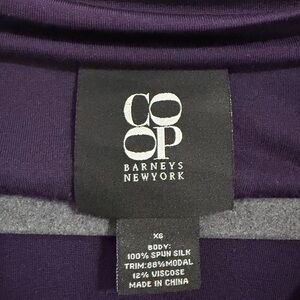 CO
OP
BARNEYS
NEWYORK
XS
BODY:
100% SPUN SILK
TRIM:88%MODAL
12% VISCOSE
MADE IN CHINA